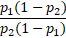 p₁(1 − p₂)
p₂(1 − p₁)